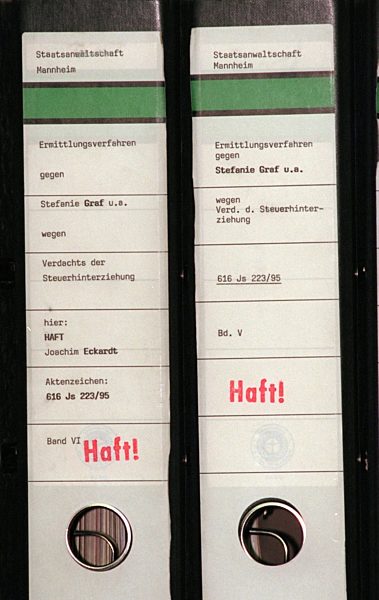 Staatsanwaltschaft
Mannheim
Ermittlungsverfahren
gegen
Stefanie Graf u.a.
wegen
Verdachts der
Steuerhinterziehung
hier:
HAFT
Joachim Eckardt
Aktenzeichen:
616 Js 223/95
Band VI
Haft!
Staatsanwaltschaft
Mannheim
Ermittlungsverfahren
gegen
Stefanie Graf u.a.
wegen
Verd. d. Steuerhinter-
ziehung
616 Js 223/95
Bd. V
Haft!